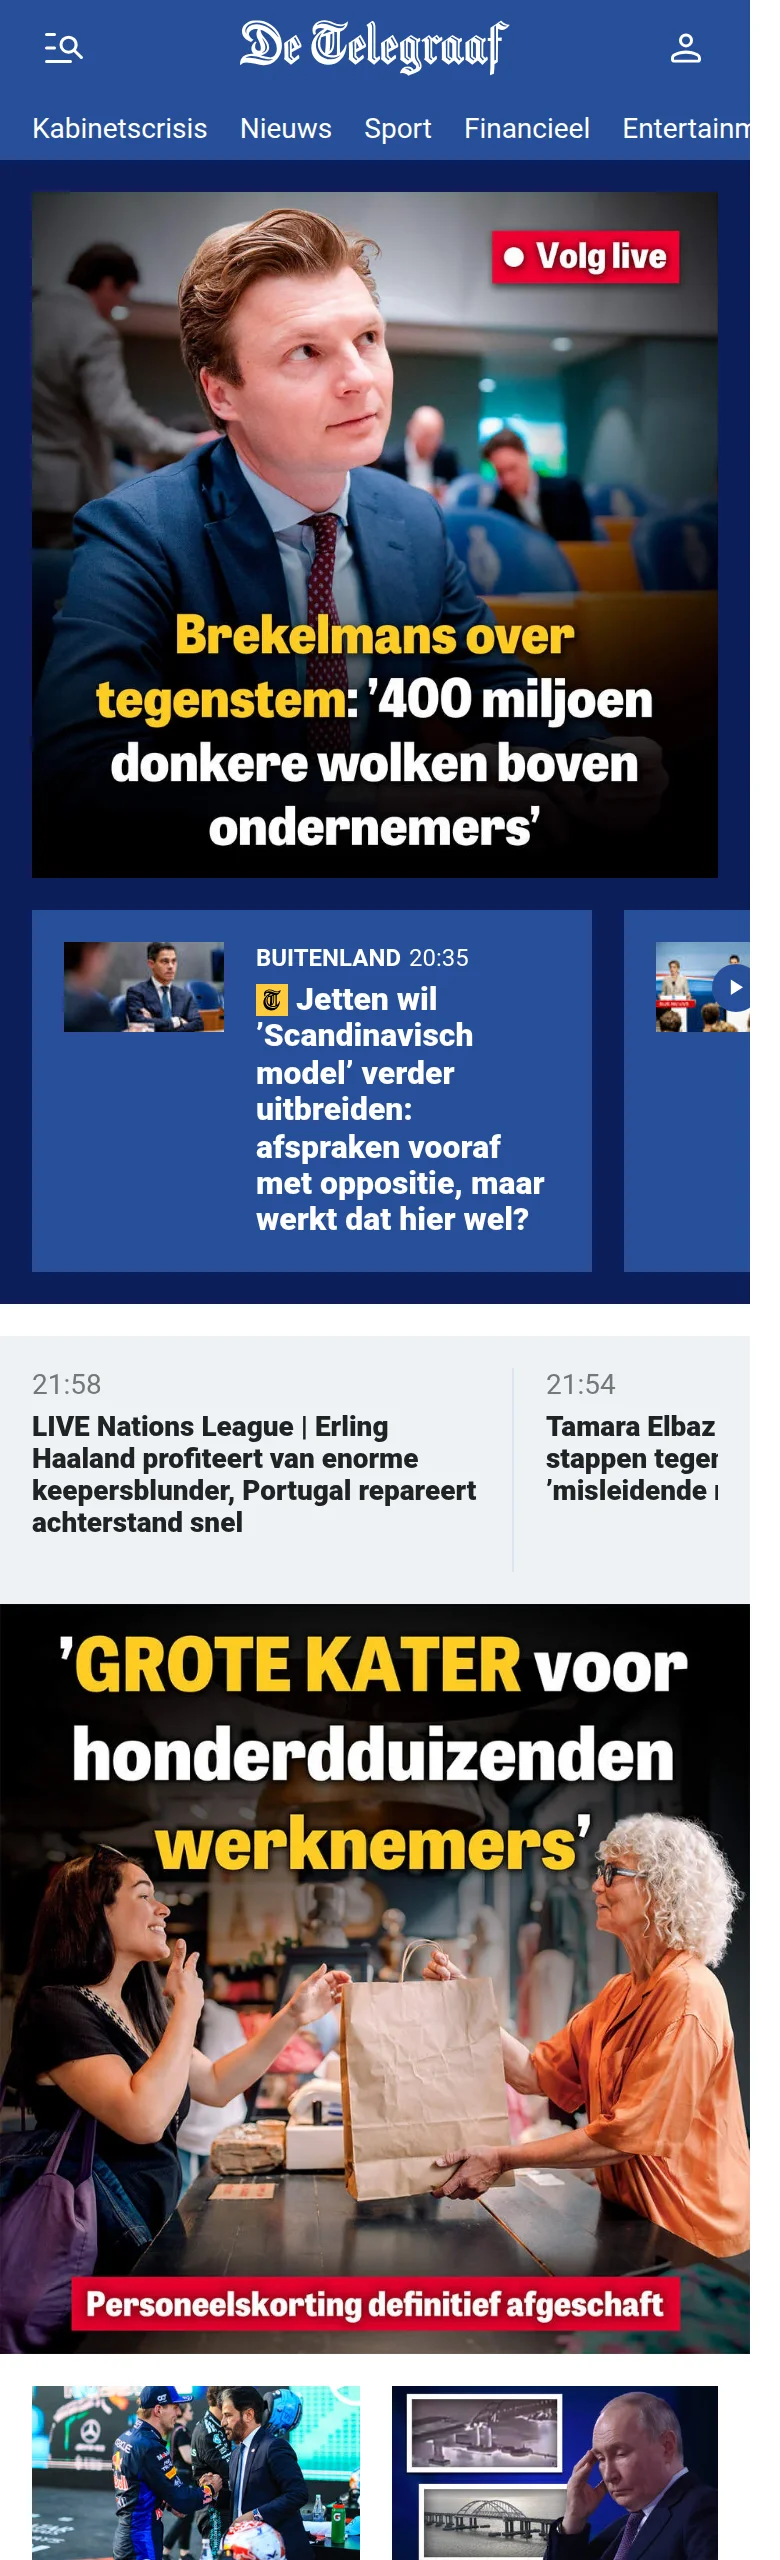 De Telegraaf
Kabinetscrisis Nieuws Sport Financieel Entertainm
Volg live
Brekelmans over
tegenstem: ’400 miljoen
donkere wolken boven
ondernemers’
BUITENLAND 20:35
Jetten wil
’Scandinavisch
model’ verder
uitbreiden:
afspraken vooraf
met oppositie, maar
werkt dat hier wel?
21:58
LIVE Nations League | Erling
Haaland profiteert van enorme
keepersblunder, Portugal repareert
achterstand snel
21:54
Tamara Elbaz
stappen teger
’misleidende
’GROTE KATER voor
honderdduizenden
werknemers’
Personeelskorting definitief afgeschaft